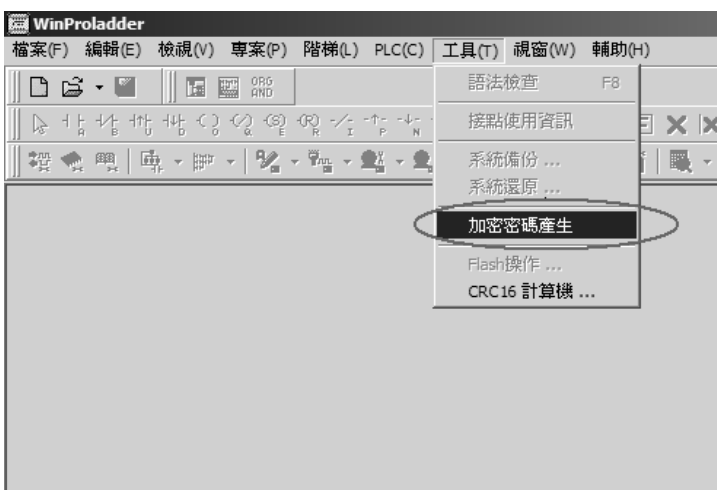 WinProladder
檔案(F) 編輯(E) 檢視(V) 專案(P) 階梯(L) PLC(C) 工具(T) 視窗(W) 輔助(H)
ORG
AND
語法檢查 F8
接點使用資訊
系統備份 ...
系統還原 ...
加密密碼產生
Flash操作 ...
CRC16 計算機 ...